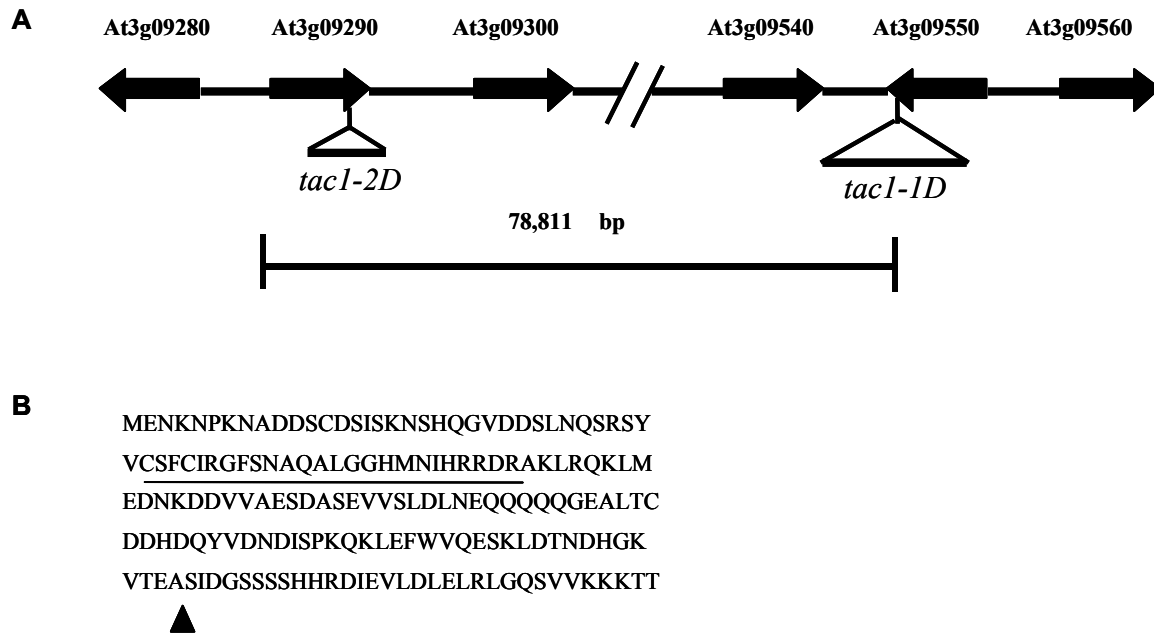 A
At3g09280 At3g09290 At3g09300 At3g09540 At3g09550 At3g09560
tac1-2D tac1-1D
78,811 bp
B
MENKNPKNADDSCDSISKNSHQGVDDSLNQSRSY
VCSFCIRGFSNAQALGGHMNIHRRDRAKLRQKLM
EDNKDDVVAESDASEVVSLDLNEQQQQQGEALTC
DDHDQYVDNDISPKQKLEFWVQESKLDTNDHGK
VTEASIDGSSSSHHRDIEVLDLELRLGQSVVKKKTT